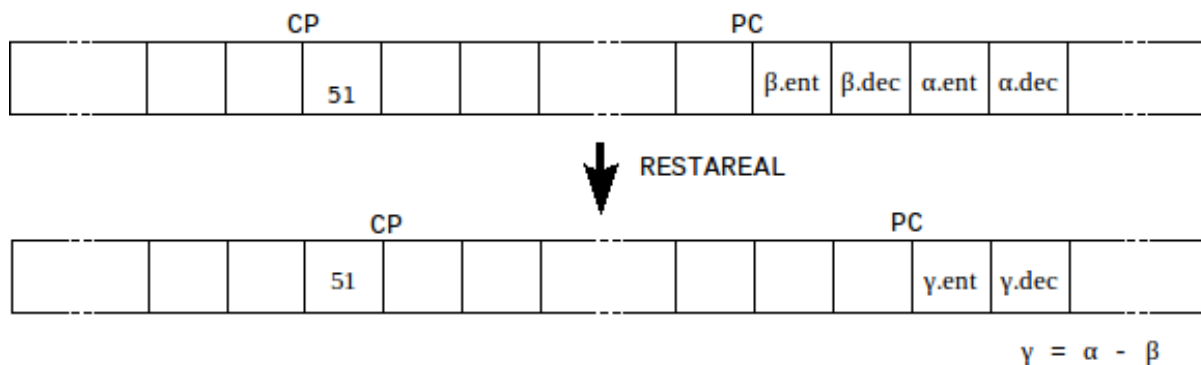 CP PC
51 β.ent β.dec α.ent α.dec
RESTAREAL
CP PC
51 γ.ent γ.dec
γ = α - β